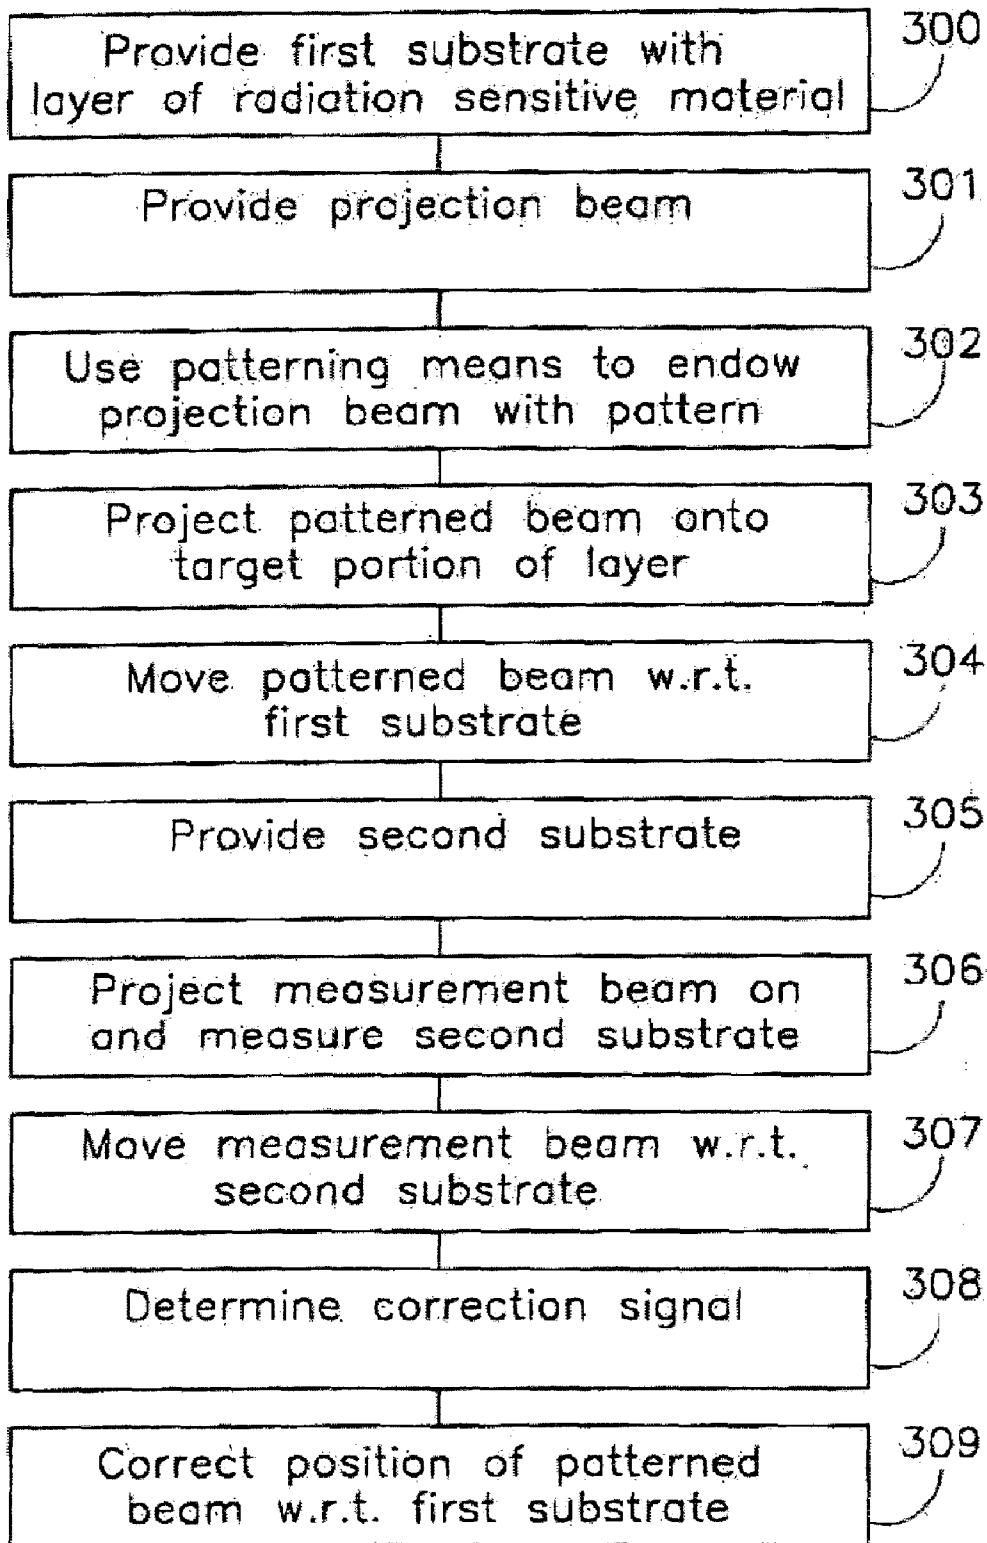 Provide first substrate with
layer of radiation sensitive material
300
Provide projection beam
301
Use patterning means to endow
projection beam with pattern
302
Project patterned beam onto
target portion of layer
303
Move patterned beam w.r.t.
first substrate
304
Provide second substrate
305
Project measurement beam on
and measure second substrate
306
Move measurement beam w.r.t.
second substrate
307
Determine correction signal
308
Correct position of patterned
beam w.r.t. first substrate
309